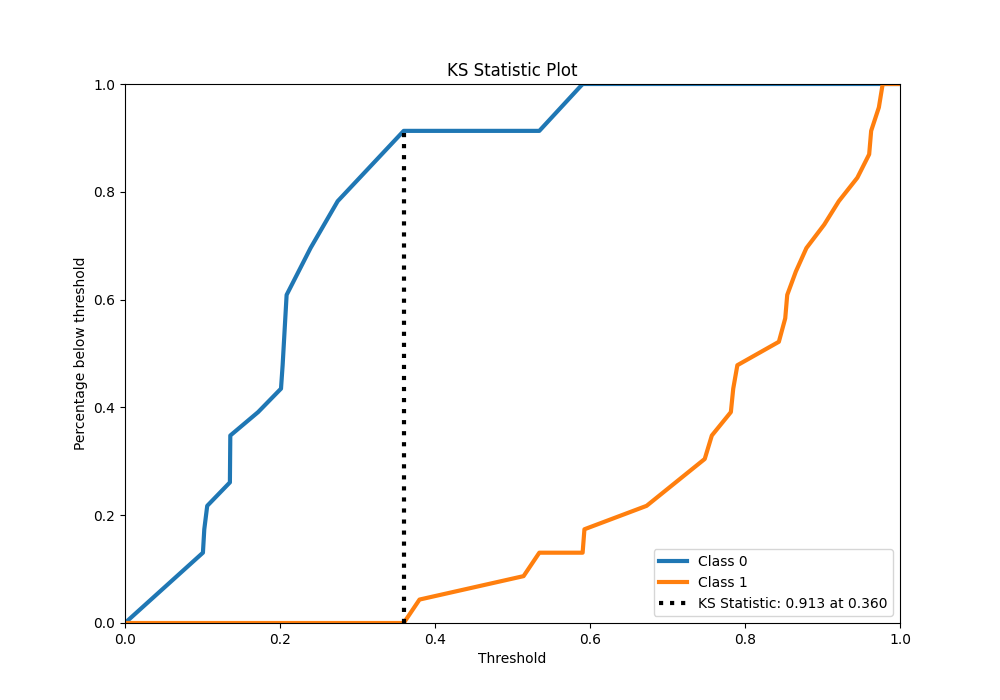 KS Statistic Plot
1.0
0.8
0.6
0.4
0.2
0.0
Percentage below threshold
0.0 0.2 0.4 0.6 0.8 1.0
Threshold
Class 0
Class 1
KS Statistic: 0.913 at 0.360